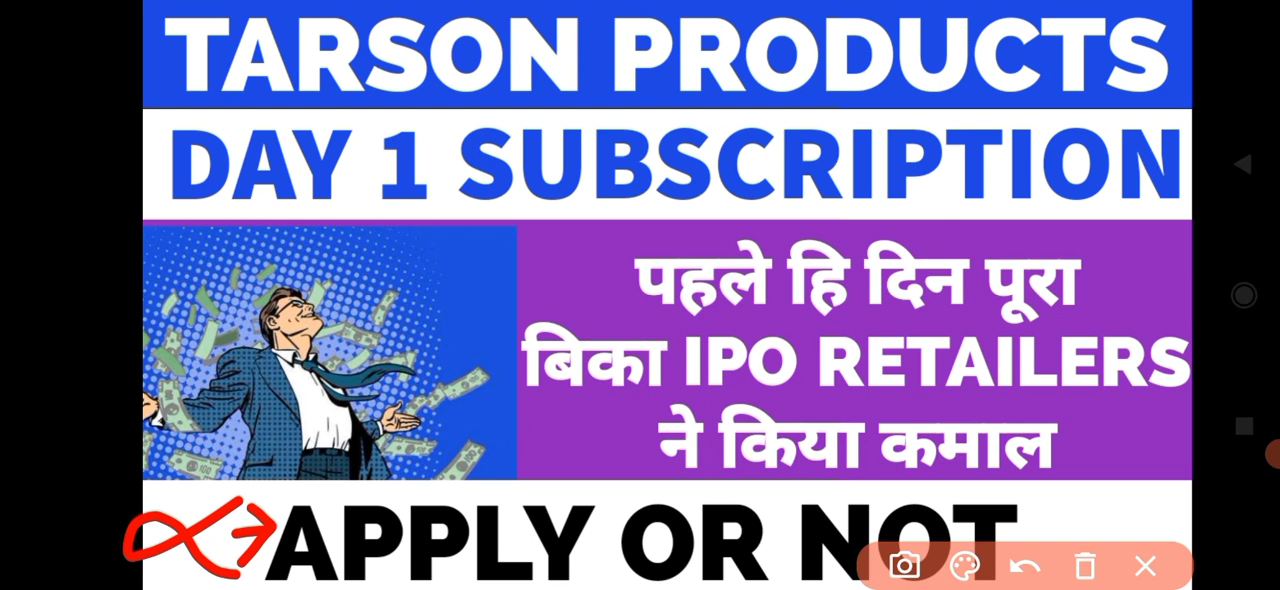 TARSON PRODUCTS
DAY 1 SUBSCRIPTION
पहले हि दिन पूरा
बिका IPO RETAILERS
ने किया कमाल
APPLY OR NOT